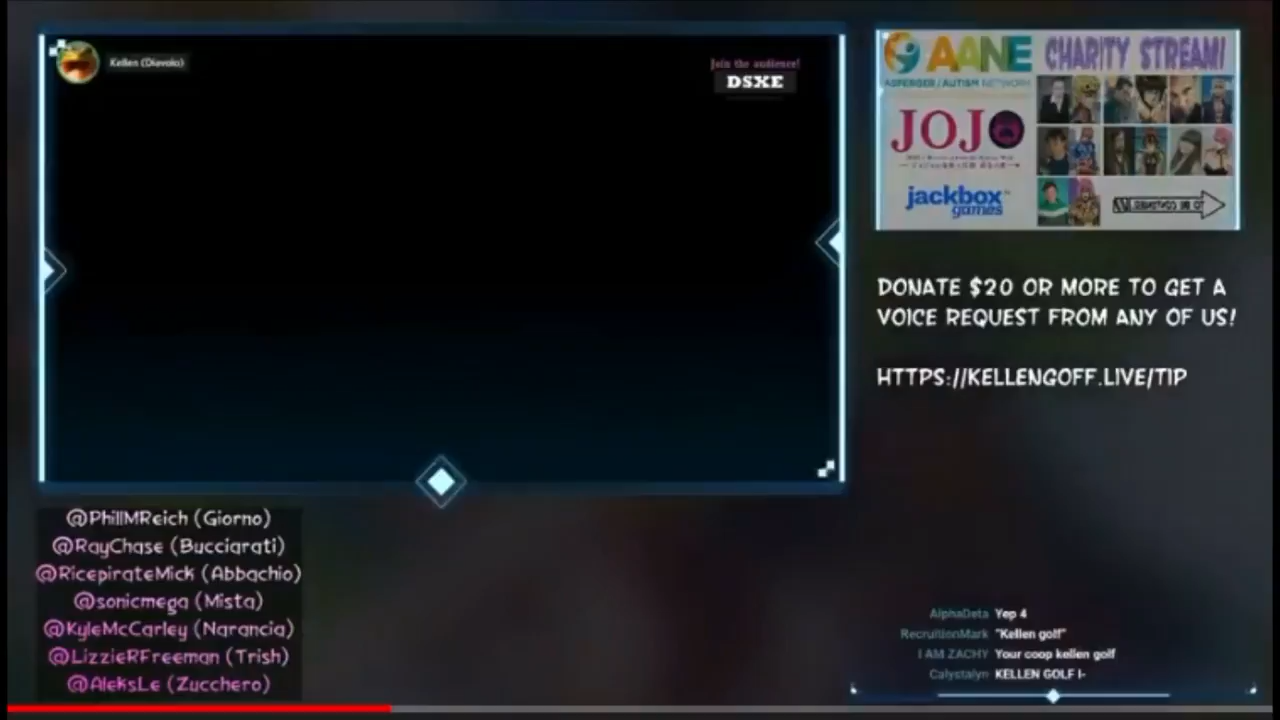 Kellen (Diavolo)
Join the audience!
DSXE
AANE
ASPERGER / AUTISM NETWORK
CHARITY STREAM!
JOJO
jackbox
games
DONATE $20 OR MORE TO GET A
VOICE REQUEST FROM ANY OF US!
HTTPS://KELLENGOFF.LIVE/TIP
@PhillMReich (Giorno)
@RayChase (Bucciarati)
@RicepirateMick (Abbachio)
@sonicmega (Mista)
@KyleMcCarley (Narancia)
@LizzieRFreeman (Trish)
@AleksLe (Zucchero)
AlphaDeta Yep 4
RecruitionMark "Kellen golf"
I AM ZACHY Your coop kellen golf
Calystalyn KELLEN GOLF I-